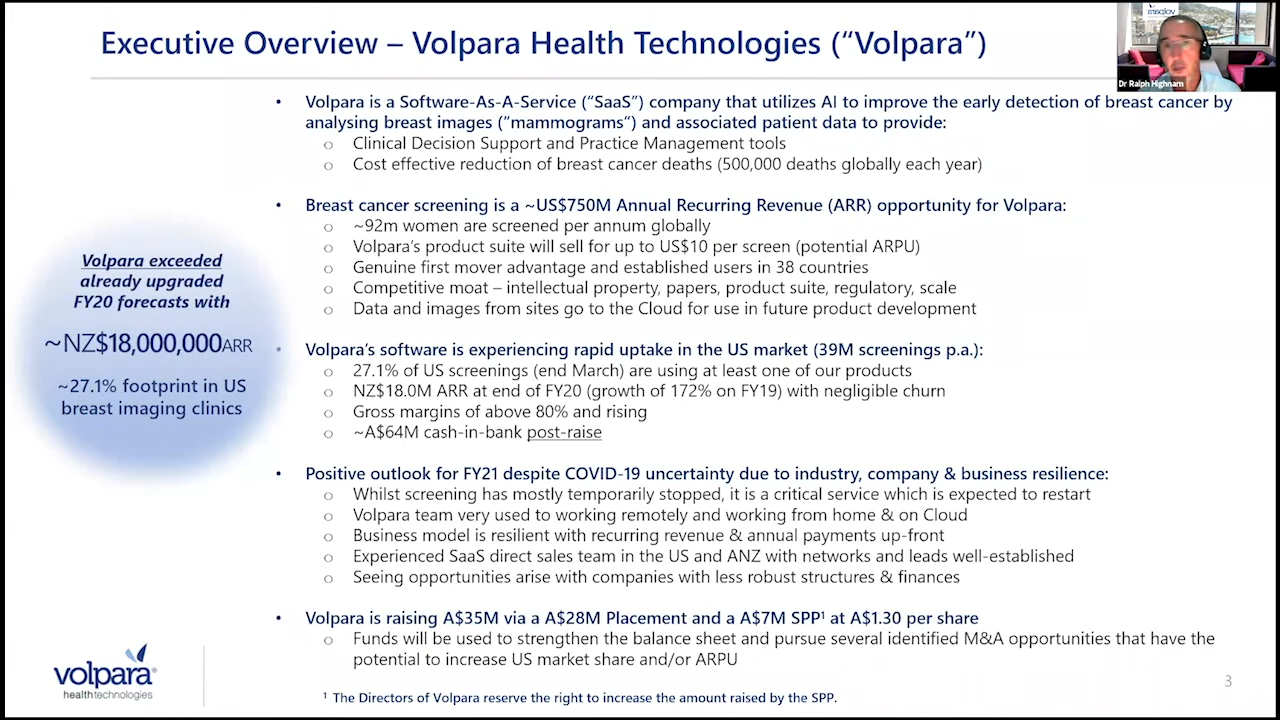 Executive Overview – Volpara Health Technologies (“Volpara”)
Dr Ralph Highnam
• Volpara is a Software-As-A-Service (“SaaS”) company that utilizes AI to improve the early detection of breast cancer by
analysing breast images (“mammograms”) and associated patient data to provide:
o Clinical Decision Support and Practice Management tools
o Cost effective reduction of breast cancer deaths (500,000 deaths globally each year)
• Breast cancer screening is a ~US$750M Annual Recurring Revenue (ARR) opportunity for Volpara:
o ~92m women are screened per annum globally
o Volpara’s product suite will sell for up to US$10 per screen (potential ARPU)
o Genuine first mover advantage and established users in 38 countries
o Competitive moat – intellectual property, papers, product suite, regulatory, scale
o Data and images from sites go to the Cloud for use in future product development
Volpara exceeded
already upgraded
FY20 forecasts with
~NZ$18,000,000ARR
~27.1% footprint in US
breast imaging clinics
• Volpara’s software is experiencing rapid uptake in the US market (39M screenings p.a.):
o 27.1% of US screenings (end March) are using at least one of our products
o NZ$18.0M ARR at end of FY20 (growth of 172% on FY19) with negligible churn
o Gross margins of above 80% and rising
o ~A$64M cash-in-bank post-raise
• Positive outlook for FY21 despite COVID-19 uncertainty due to industry, company & business resilience:
o Whilst screening has mostly temporarily stopped, it is a critical service which is expected to restart
o Volpara team very used to working remotely and working from home & on Cloud
o Business model is resilient with recurring revenue & annual payments up-front
o Experienced SaaS direct sales team in the US and ANZ with networks and leads well-established
o Seeing opportunities arise with companies with less robust structures & finances
• Volpara is raising A$35M via a A$28M Placement and a A$7M SPP¹ at A$1.30 per share
o Funds will be used to strengthen the balance sheet and pursue several identified M&A opportunities that have the
potential to increase US market share and/or ARPU
volpara®
healthtechnologies
¹ The Directors of Volpara reserve the right to increase the amount raised by the SPP.
3